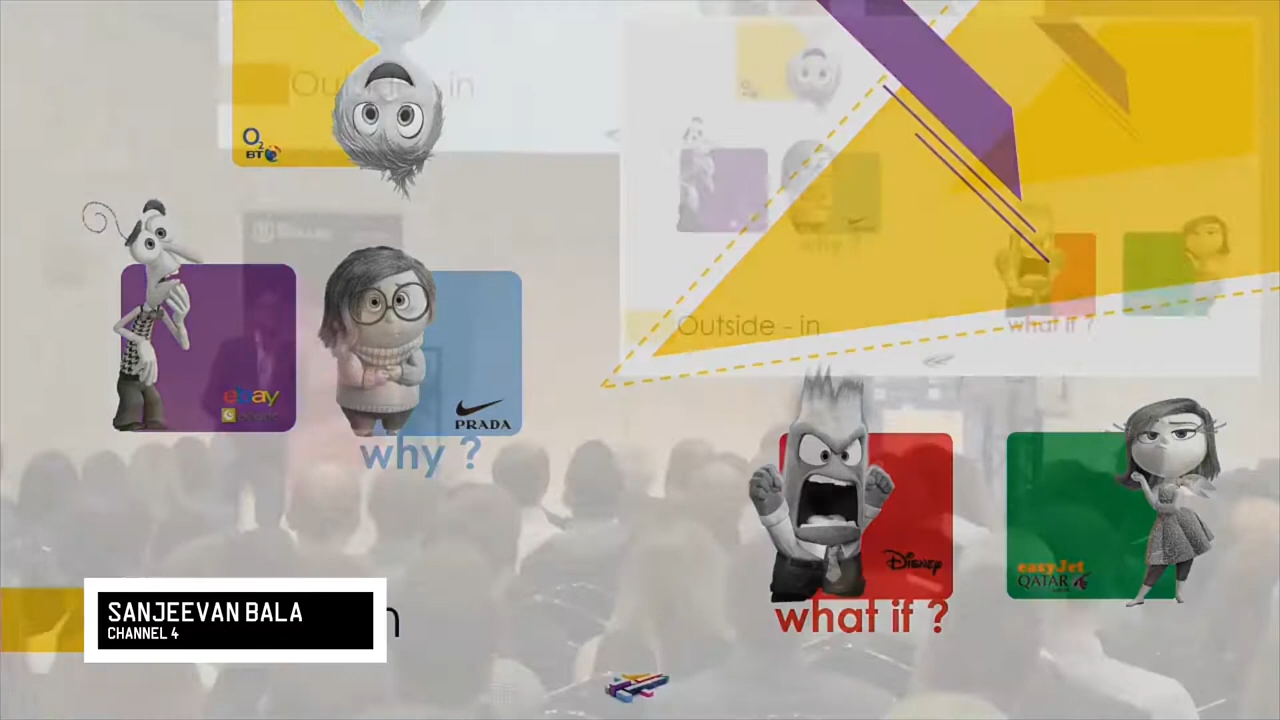 Outside - in
O2
BT
ebay
PRADA
why ?
why ?
Outside - in
what if ?
Disney
easyJet
QATAR
what if ?
SANJEEVAN BALA
CHANNEL 4
n